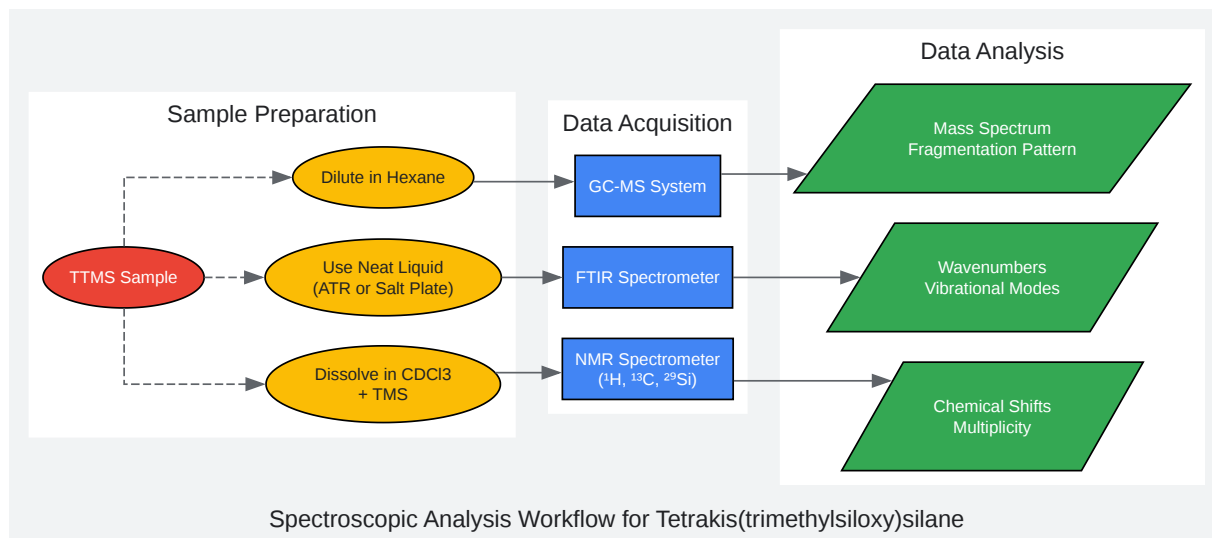 Sample Preparation
Data Acquisition
Data Analysis
TTMS Sample
Dilute in Hexane
GC-MS System
Mass Spectrum
Fragmentation Pattern
Use Neat Liquid
(ATR or Salt Plate)
FTIR Spectrometer
Wavenumbers
Vibrational Modes
Dissolve in CDCl3
+ TMS
NMR Spectrometer
(¹H, ¹³C, ²⁹Si)
Chemical Shifts
Multiplicity
Spectroscopic Analysis Workflow for Tetrakis(trimethylsiloxy)silane